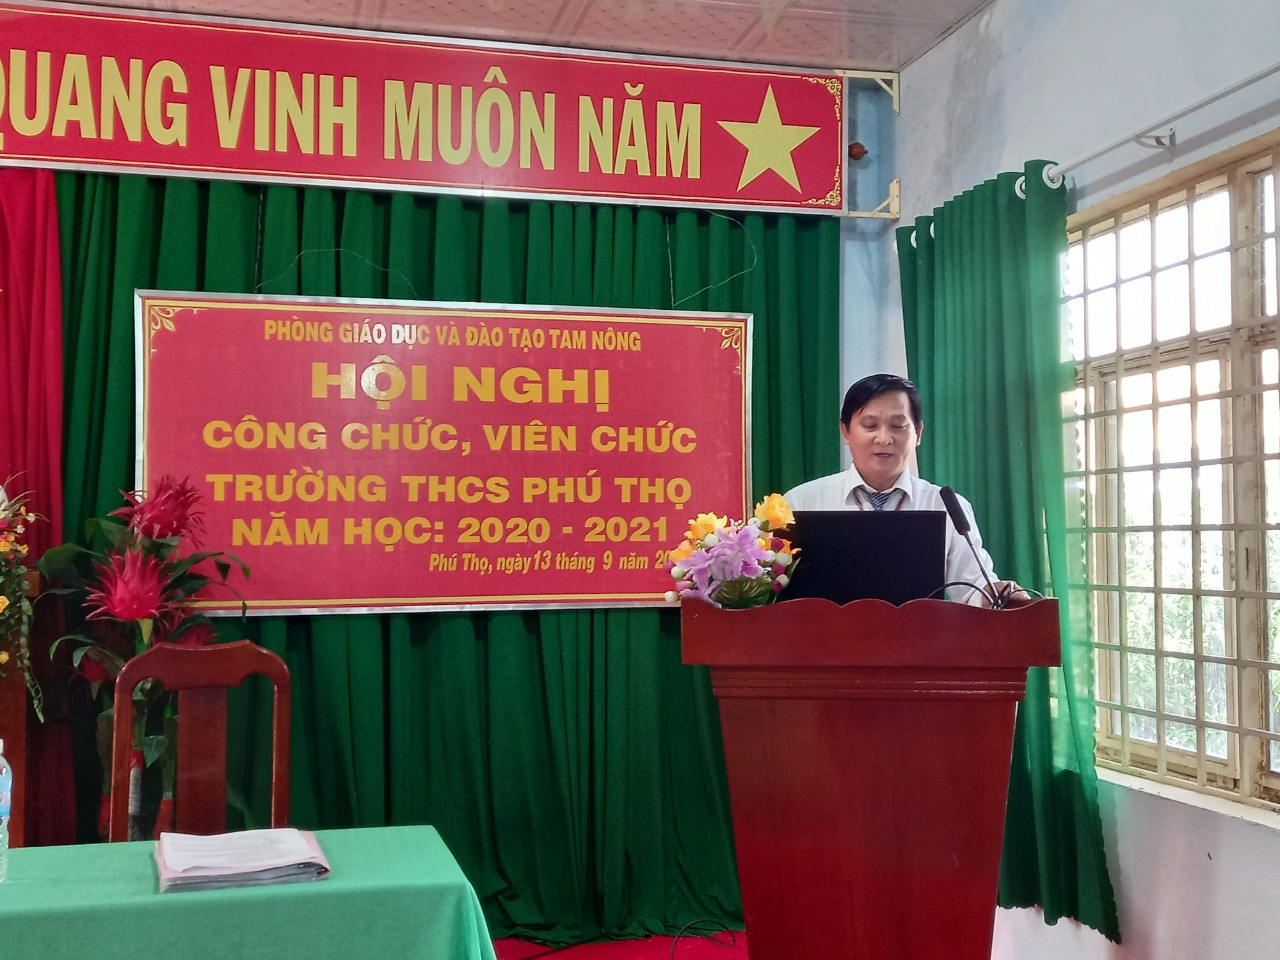 QUANG VINH MUÔN NĂM
PHÒNG GIÁO DỤC VÀ ĐÀO TẠO TAM NÔNG
HỘI NGHỊ
CÔNG CHỨC, VIÊN CHỨC
TRƯỜNG THCS PHÚ THỌ
NĂM HỌC: 2020 - 2021
Phú Thọ, ngày 13 tháng 9 năm